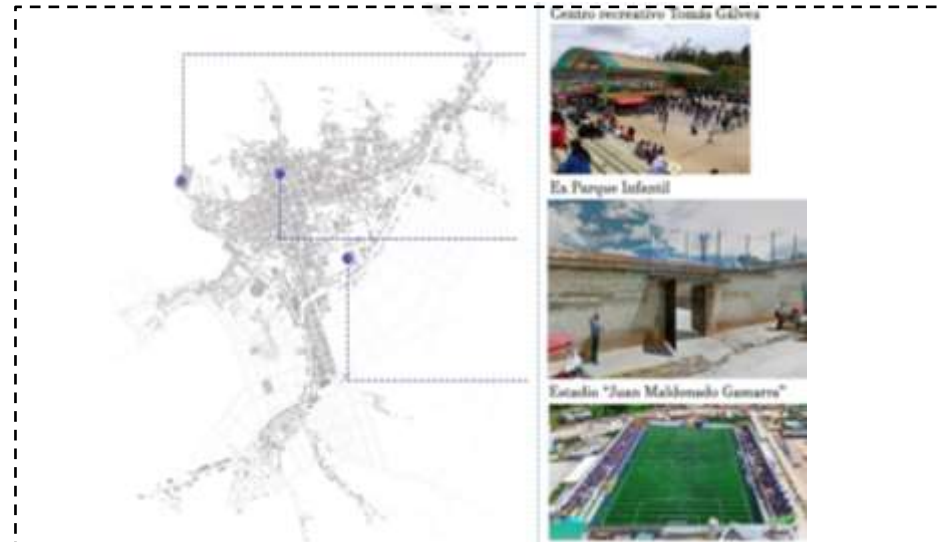 Centro recreativo Tomás Gálvez
Ex Parque Infantil
Estadio "Juan Maldonado Gamarra"